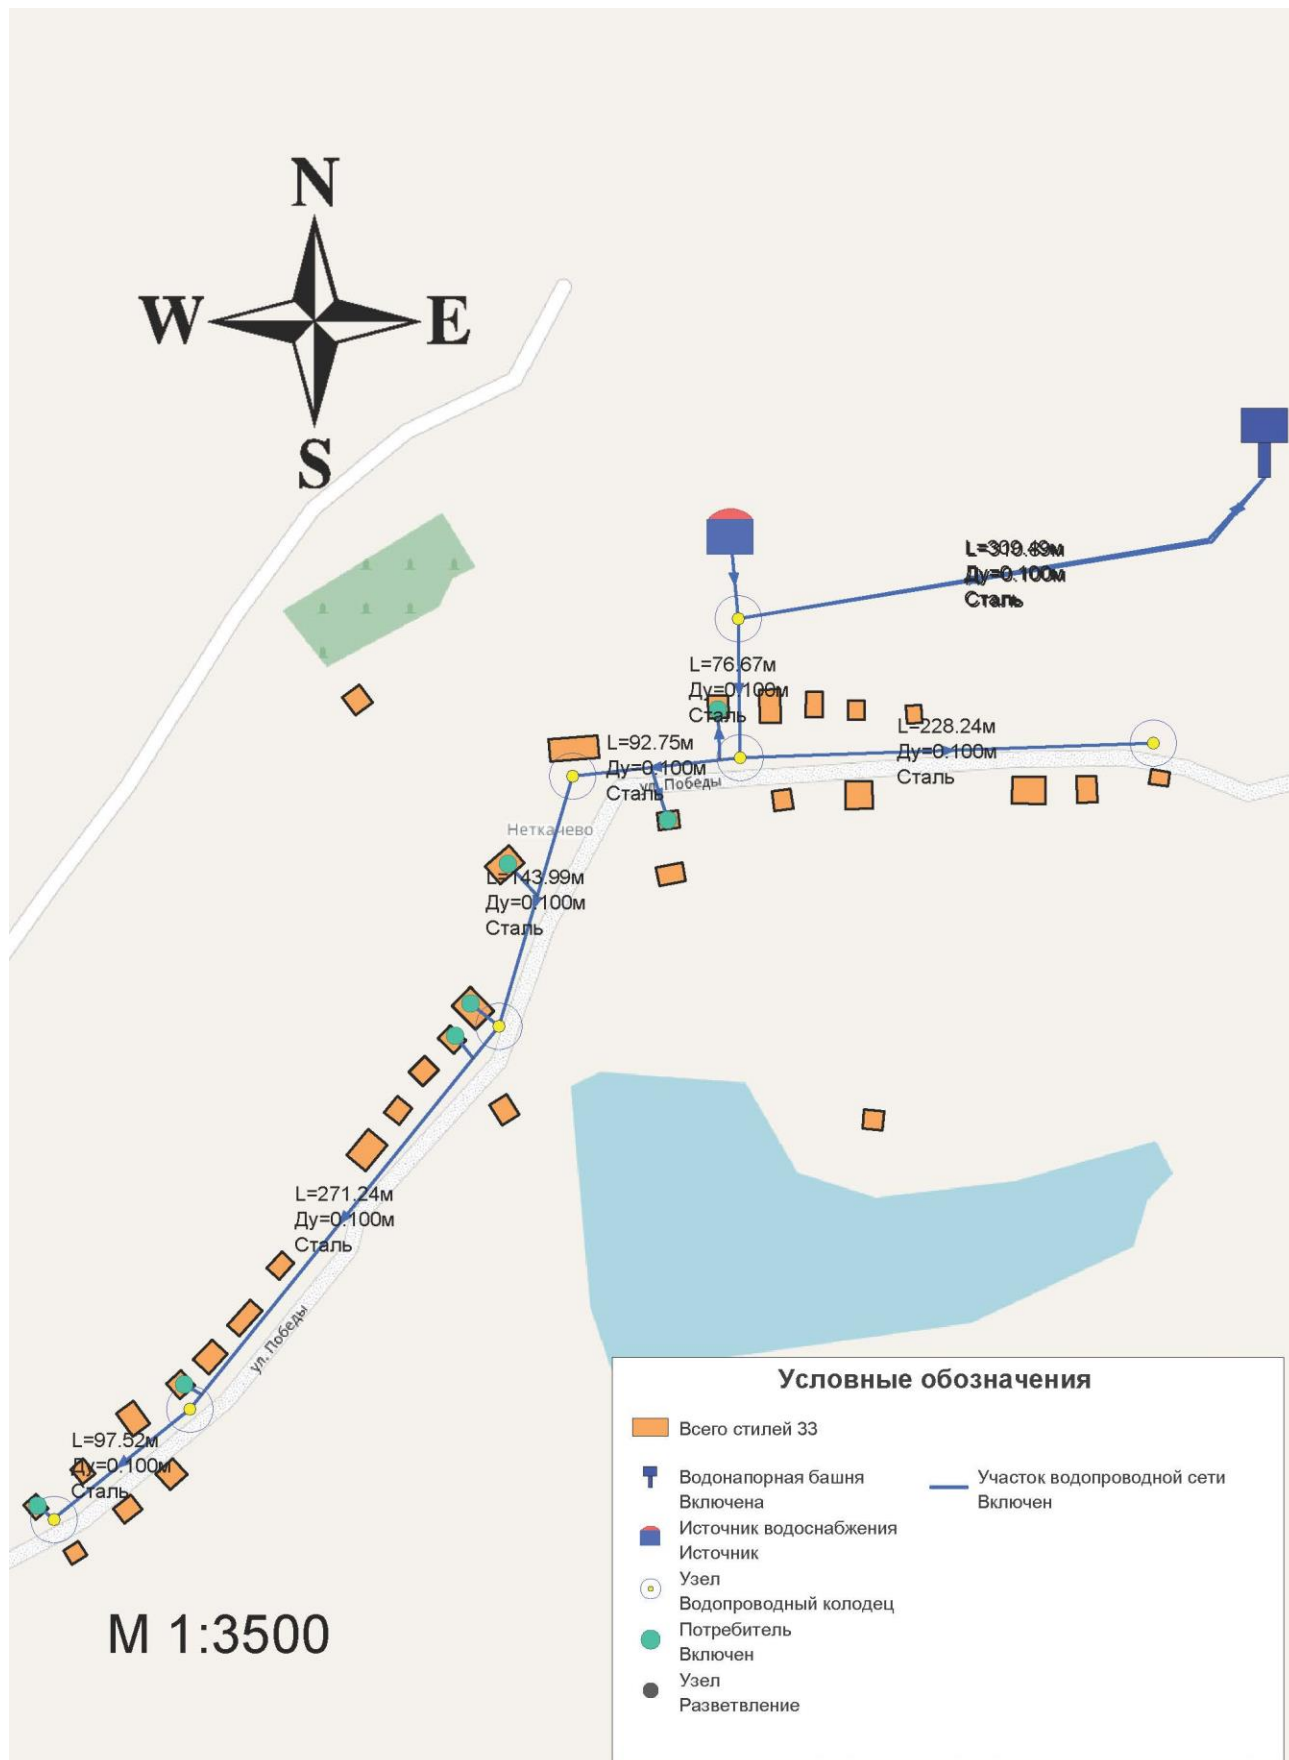 N
W
E
S
Ду=0.100м
Сталь
L=76.67м
Ду=0.100м
Сталь
L=228.24м
Ду=0.100м
Сталь
L=92.75м
Ду=0.100м
Сталь
ул. Победы
Неткачево
L=143.99м
Ду=0.100м
Сталь
L=271.24м
Ду=0.100м
Сталь
ул. Победы
L=97.52м
Ду=0.100м
Сталь
М 1:3500
Условные обозначения
Всего стилей 33
Водонапорная башня
Включена
Участок водопроводной сети
Включен
Источник водоснабжения
Источник
Узел
Водопроводный колодец
Потребитель
Включен
Узел
Разветвление